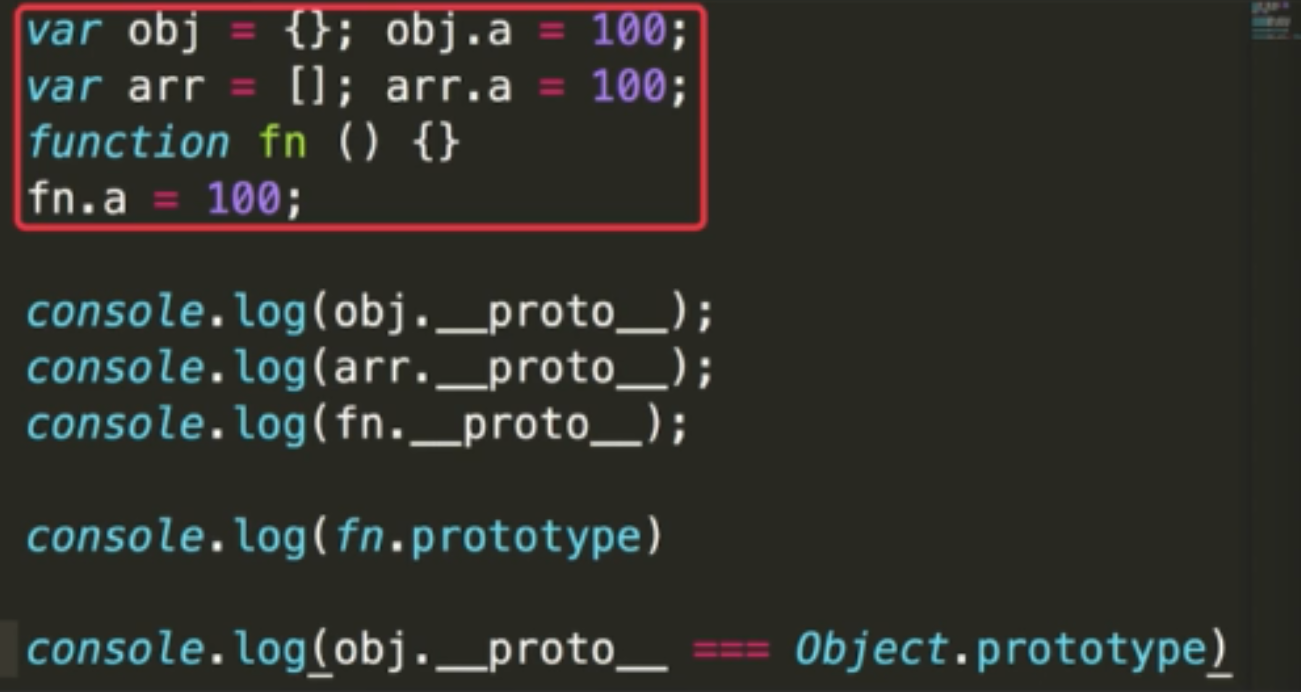 var obj = {}; obj.a = 100;
var arr = []; arr.a = 100;
function fn () {}
fn.a = 100;
console.log(obj.__proto__);
console.log(arr.__proto__);
console.log(fn.__proto__);
console.log(fn.prototype)
console.log(obj.__proto__ === Object.prototype)